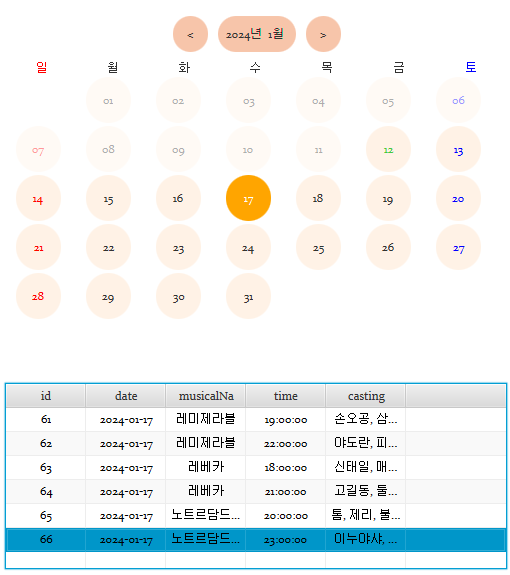 < 2024년 1월 >
일 월 화 수 목 금 토
01 02 03 04 05 06
07 08 09 10 11 12 13
14 15 16 17 18 19 20
21 22 23 24 25 26 27
28 29 30 31
id date musicalNa time casting
61 2024-01-17 레미제라블 19:00:00 손오공, 삼...
62 2024-01-17 레미제라블 22:00:00 야도란, 피...
63 2024-01-17 레베카 18:00:00 신태일, 매...
64 2024-01-17 레베카 21:00:00 고길동, 둘...
65 2024-01-17 노트르담드... 20:00:00 톰, 제리, 불...
66 2024-01-17 노트르담드... 23:00:00 이누야샤, ...